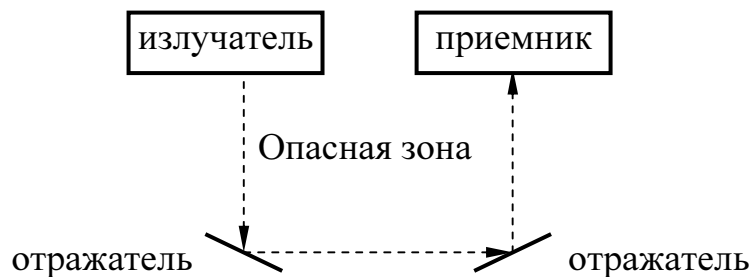 излучатель приемник
Опасная зона
отражатель отражатель